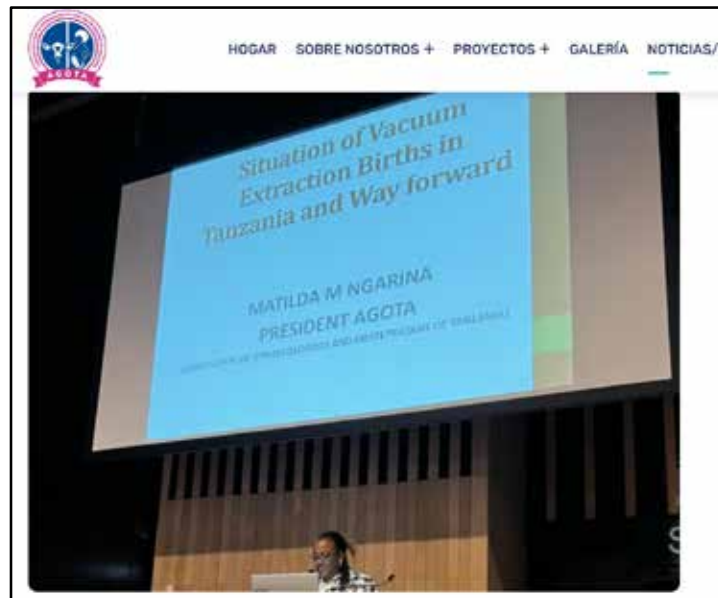 AGOTA
HOGAR SOBRE NOSOTROS + PROYECTOS + GALERÍA NOTICIAS/
Situation of Vacuum
Extraction Births in
Tanzania and Way forward
MATILDA M NGARINA
PRESIDENT AGOTA